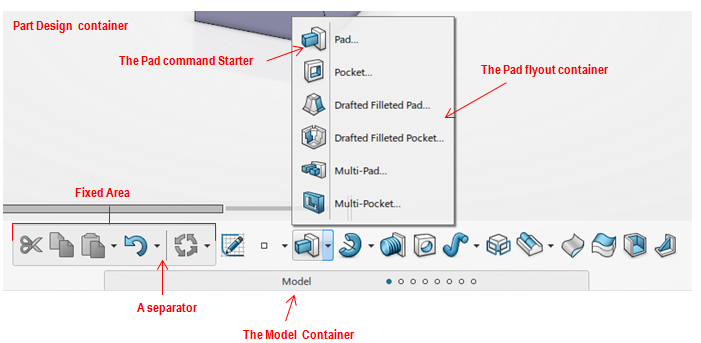 Part Design container
The Pad command Starter
Pad...
Pocket...
The Pad flyout container
Drafted Filleted Pad...
Drafted Filleted Pocket...
Multi-Pad...
Multi-Pocket...
Fixed Area
Model
A separator
The Model Container